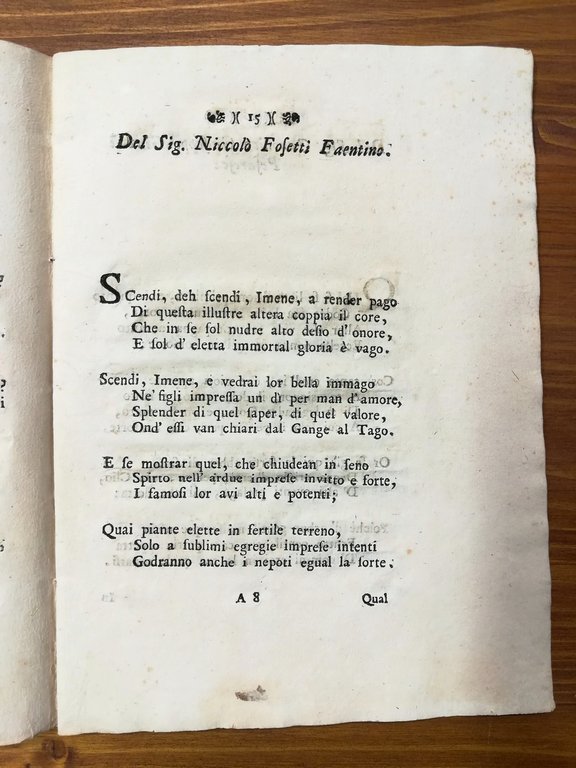 )( 15 )(
Del Sig. Niccolò Foſetti Faentino.
SCendi, deh ſcendi, Imene, a render pago
Di queſta illuſtre altera coppia il core,
Che in ſe ſol nudre alto deſio d'onore,
E ſol d'eletta immortal gloria è vago.
Scendi, Imene, e vedrai lor bella immago
Ne' figli impreſſa un dì per man d'amore,
Splender di quel ſaper, di quel valore,
Ond' eſſi van chiari dal Gange al Tago.
E ſe moſtrar quel, che chiudean in ſeno
Spirto nell' ardue impreſe invitto e forte,
I famoſi lor avi alti e potenti;
Quai piante elette in fertile terreno,
Solo a ſublimi egregie impreſe intenti
Godranno anche i nepoti egual la ſorte.
A 8 Qual